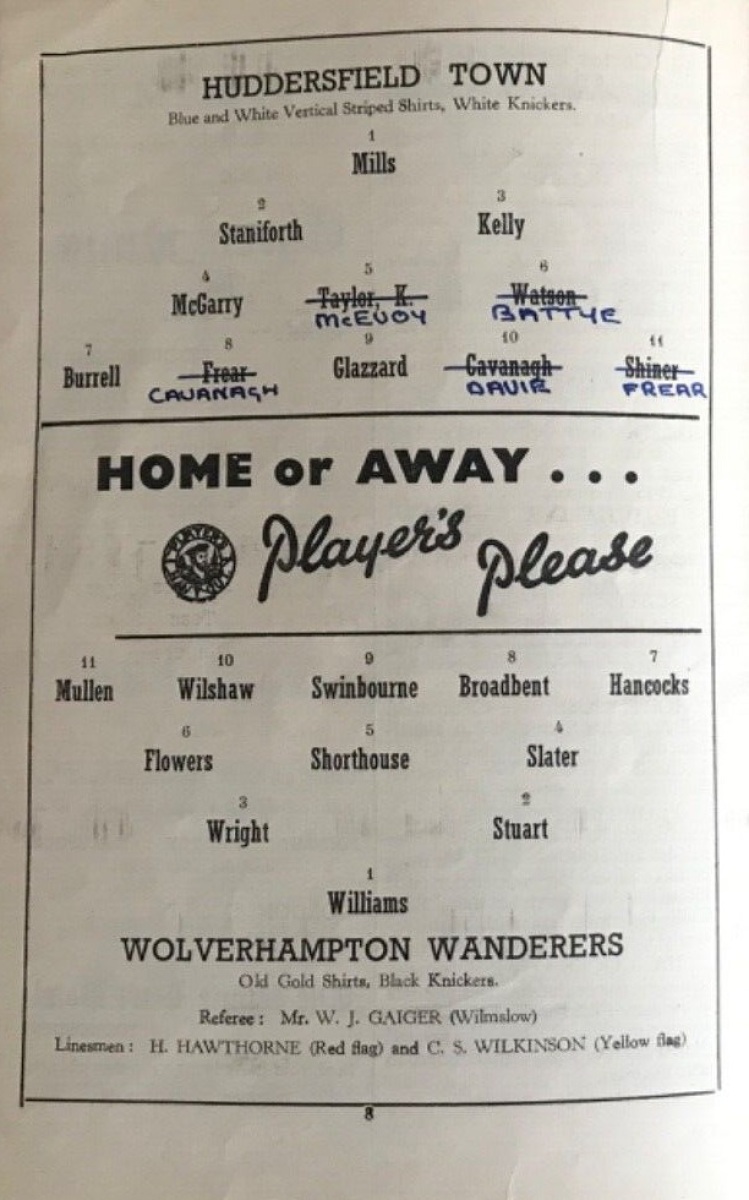 HUDDERSFIELD TOWN
Blue and White Vertical Striped Shirts, White Knickers.
1
Mills
2 3
Staniforth Kelly
4 5 6
McGarry Taylor, K. Watson
McEVOY BATTYE
7 8 9 10 11
Burrell Frear Glazzard Cavanagh Shiner
CAVANAGH DAVIE FREAR
HOME or AWAY . . .
PLAYER'S
Player's Please
11 10 9 8 7
Mullen Wilshaw Swinbourne Broadbent Hancocks
6 5 4
Flowers Shorthouse Slater
3 2
Wright Stuart
1
Williams
WOLVERHAMPTON WANDERERS
Old Gold Shirts, Black Knickers.
Referee : Mr. W. J. GAIGER (Wilmslow)
Linesmen : H. HAWTHORNE (Red flag) and C. S. WILKINSON (Yellow flag)
8